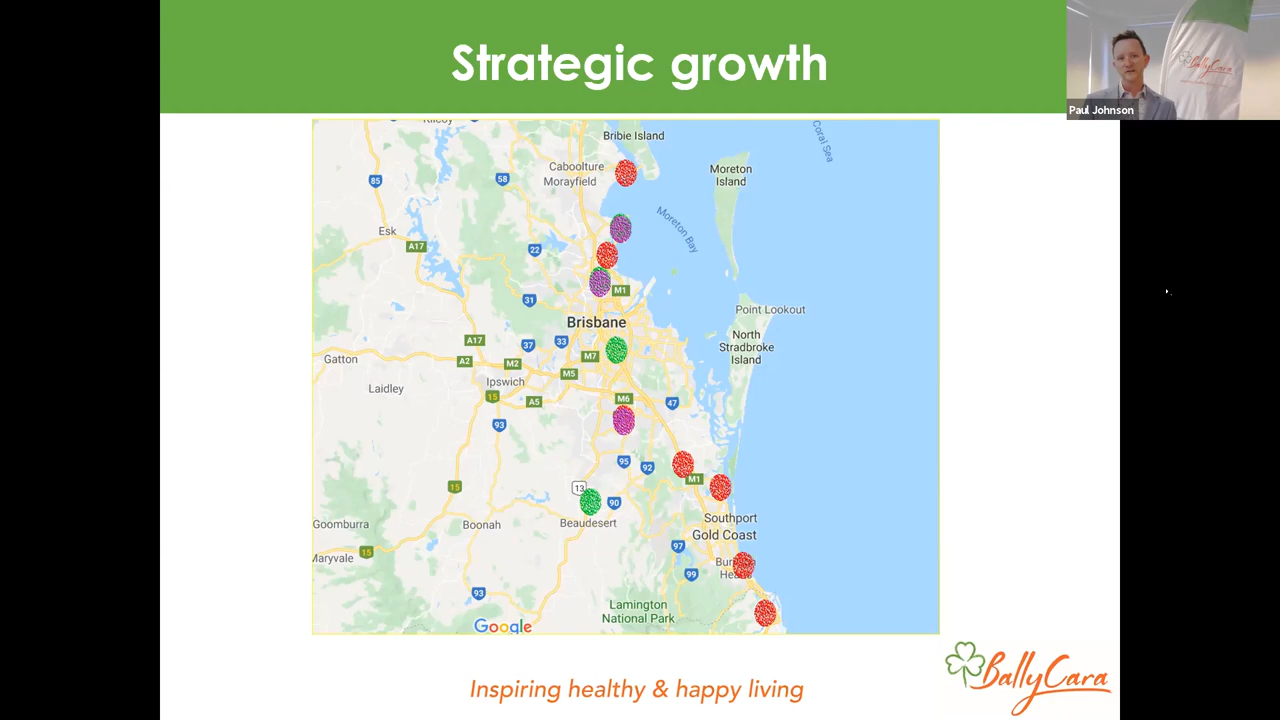 Strategic growth
BallyCara
Paul Johnson
Kilcoy
Bribie Island
Coral Sea
Caboolture
Morayfield
Moreton
Island
85
58
Moreton Bay
Esk
A17
22
M1
31
Point Lookout
Brisbane
North
Stradbroke
Island
A17
37
33
M7
Gatton
A2
M2
M5
Ipswich
Laidley
15
A5
M6
47
93
95
92
M1
15
13
90
Goomburra
Boonah
Beaudesert
Southport
Gold Coast
Maryvale
15
97
Bur
Hea
99
93
Lamington
National Park
Google
BallyCara
Inspiring healthy & happy living